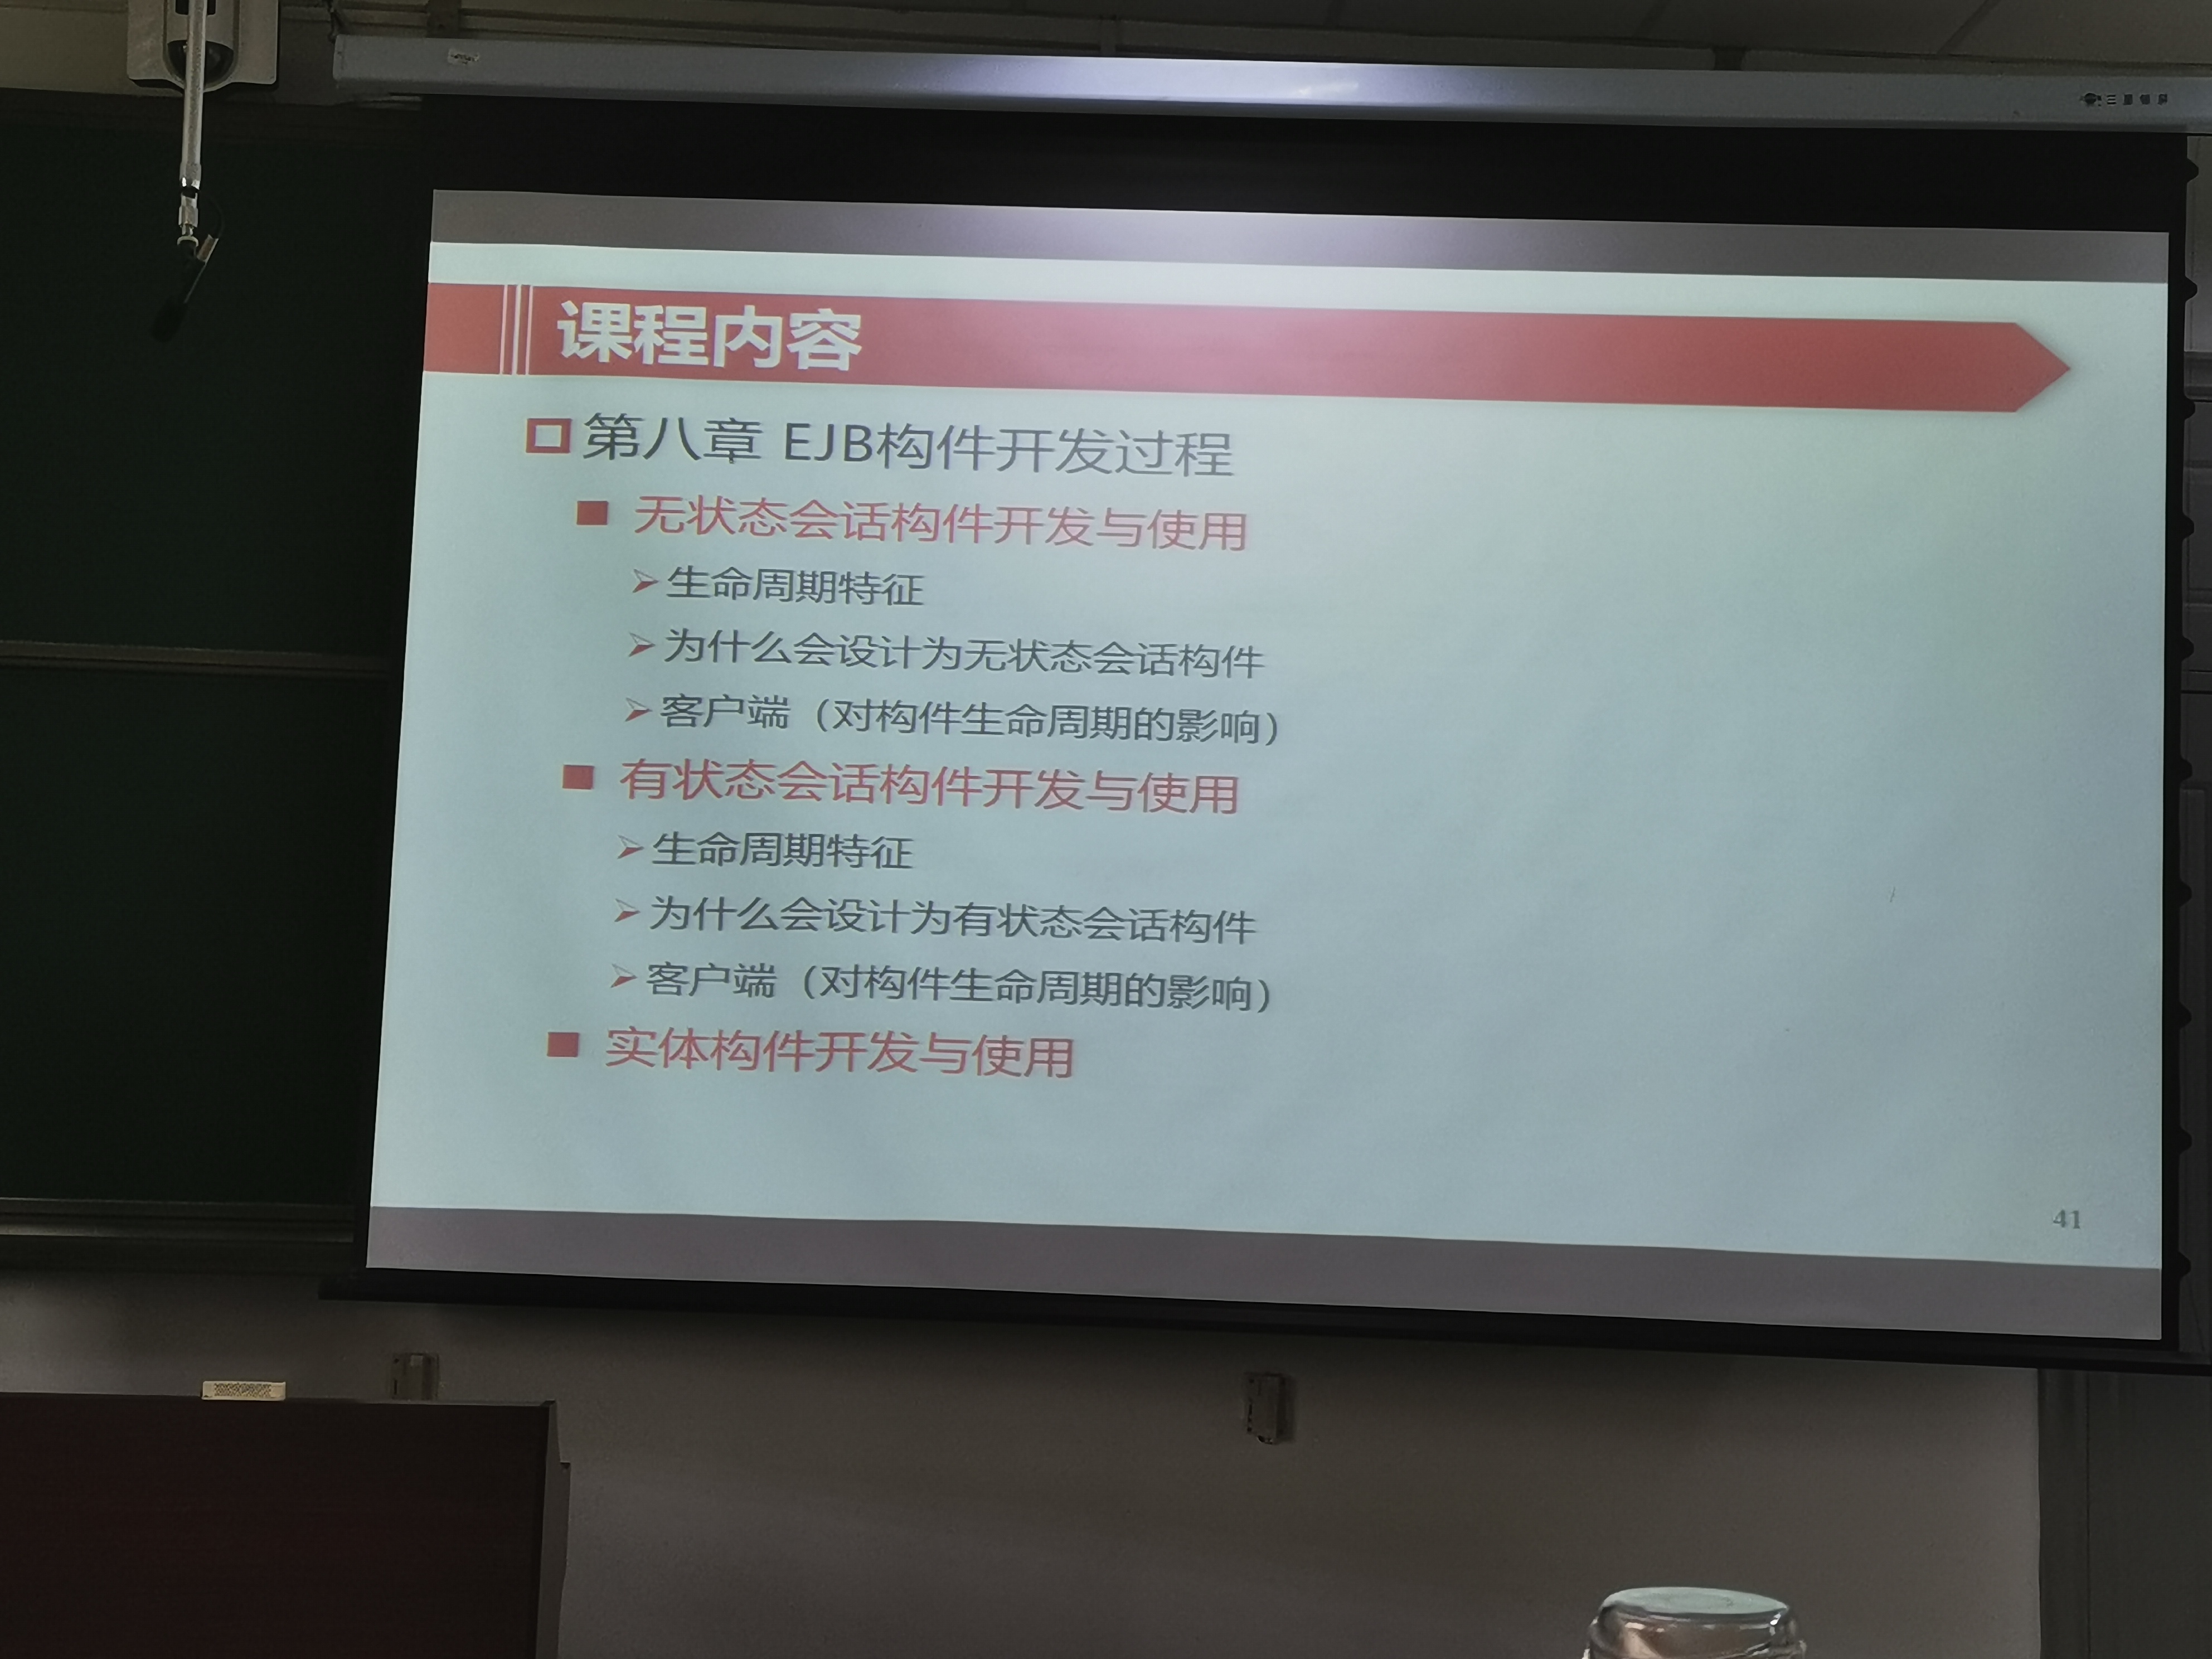 课程内容
第八章 EJB构件开发过程
无状态会话构件开发与使用
生命周期特征
为什么会设计为无状态会话构件
客户端（对构件生命周期的影响）
有状态会话构件开发与使用
生命周期特征
为什么会设计为有状态会话构件
客户端（对构件生命周期的影响）
实体构件开发与使用
41